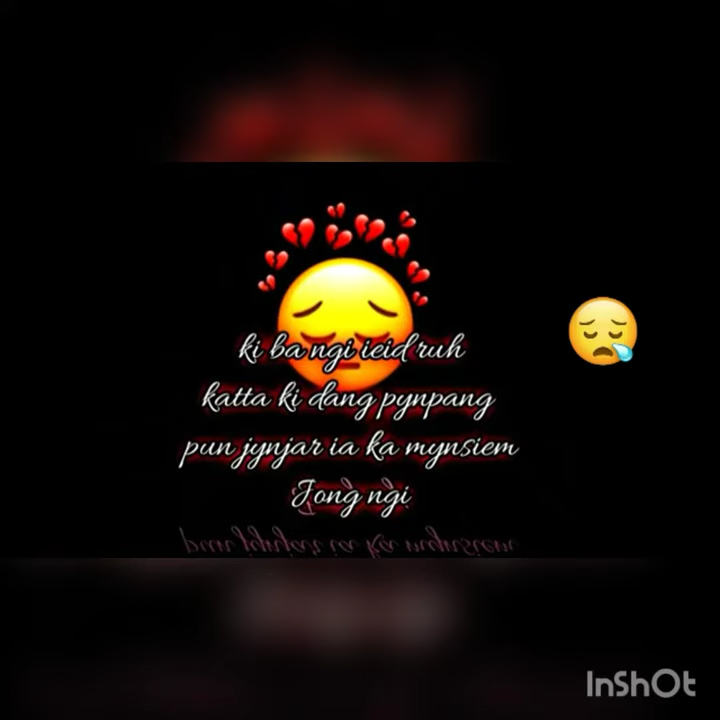 ki ba ngi ieid ruh
katta ki dang pynpang
pun jynjar ia ka mynsiem
Jong ngi
InShOt